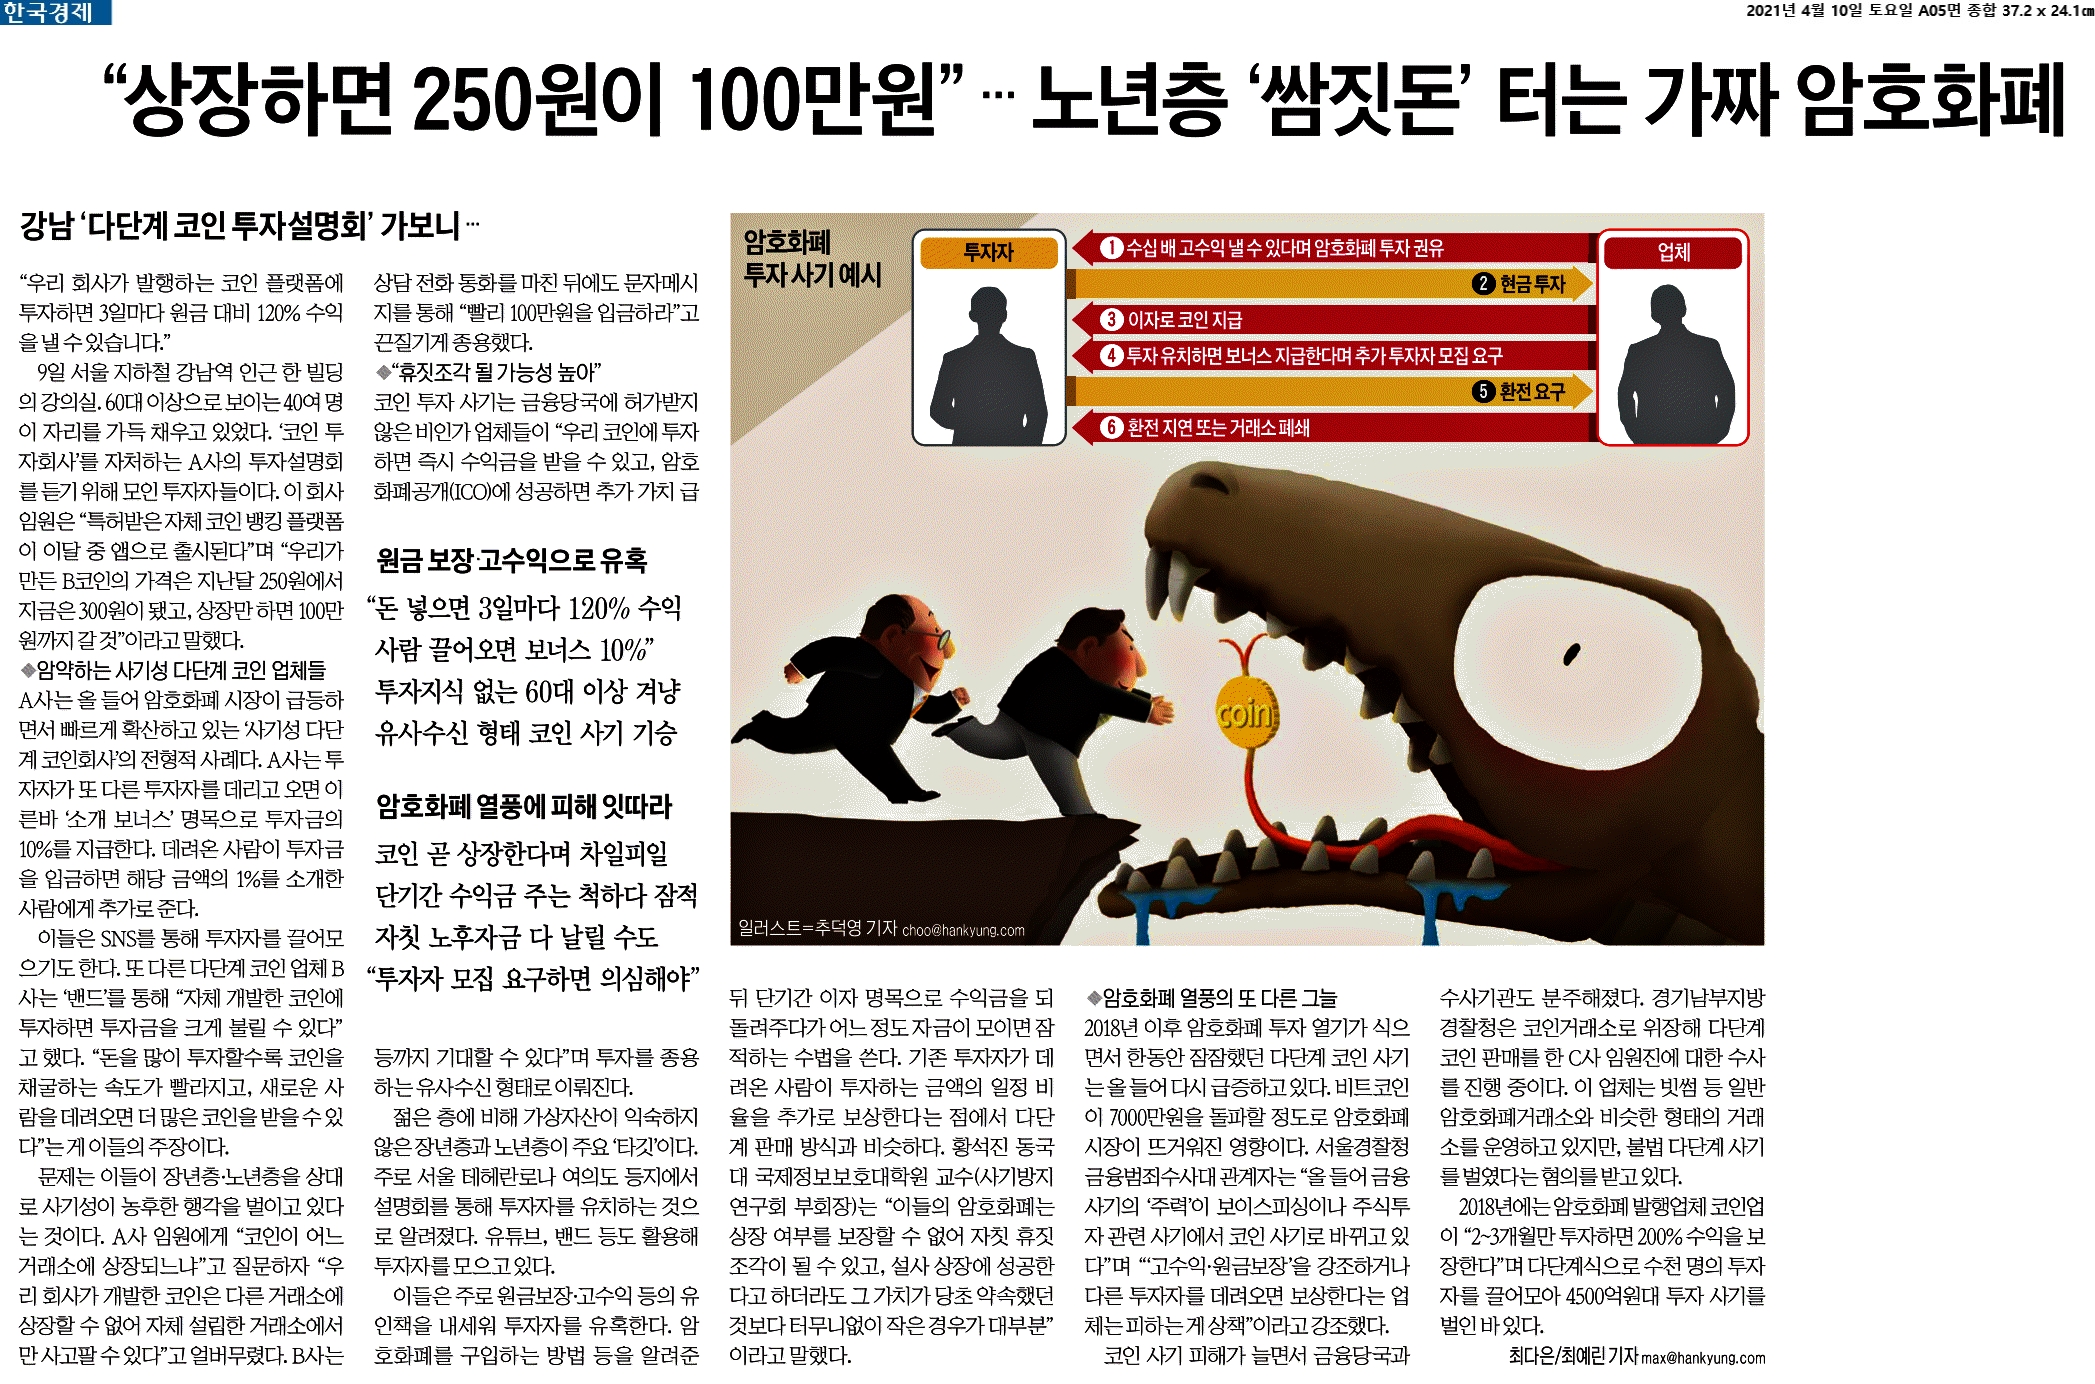 한국경제
2021년 4월 10일 토요일 A05면 종합 37.2 x 24.1㎝
“상장하면 250원이 100만원” … 노년층 ‘쌈짓돈’ 터는 가짜 암호화폐
강남 ‘다단계 코인 투자설명회’ 가보니…
“우리 회사가 발행하는 코인 플랫폼에
투자하면 3일마다 원금 대비 120% 수익
을 낼 수 있습니다.”
9일 서울 지하철 강남역 인근 한 빌딩
의 강의실. 60대 이상으로 보이는 40여 명
이 자리를 가득 채우고 있었다. ‘코인 투
자회사’를 자처하는 A사의 투자설명회
를 듣기 위해 모인 투자자들이다. 이 회사
임원은 “특허받은 자체 코인 뱅킹 플랫폼
이 이달 중 앱으로 출시된다”며 “우리가
만든 B코인의 가격은 지난달 250원에서
지금은 300원이 됐고, 상장만 하면 100만
원까지 갈 것”이라고 말했다.
◆암약하는 사기성 다단계 코인 업체들
A사는 올 들어 암호화폐 시장이 급등하
면서 빠르게 확산하고 있는 ‘사기성 다단
계 코인회사’의 전형적 사례다. A사는 투
자자가 또 다른 투자자를 데리고 오면 이
른바 ‘소개 보너스’ 명목으로 투자금의
10%를 지급한다. 데려온 사람이 투자금
을 입금하면 해당 금액의 1%를 소개한
사람에게 추가로 준다.
이들은 SNS를 통해 투자자를 끌어모
으기도 한다. 또 다른 다단계 코인 업체 B
사는 ‘밴드’를 통해 “자체 개발한 코인에
투자하면 투자금을 크게 불릴 수 있다”
고 했다. “돈을 많이 투자할수록 코인을
채굴하는 속도가 빨라지고, 새로운 사
람을 데려오면 더 많은 코인을 받을 수 있
다”는 게 이들의 주장이다.
문제는 이들이 장년층·노년층을 상대
로 사기성이 농후한 행각을 벌이고 있다
는 것이다. A사 임원에게 “코인이 어느
거래소에 상장되느냐”고 질문하자 “우
리 회사가 개발한 코인은 다른 거래소에
상장할 수 없어 자체 설립한 거래소에서
만 사고팔 수 있다”고 얼버무렸다. B사는
상담 전화 통화를 마친 뒤에도 문자메시
지를 통해 “빨리 100만원을 입금하라”고
끈질기게 종용했다.
◆“휴짓조각 될 가능성 높아”
코인 투자 사기는 금융당국에 허가받지
않은 비인가 업체들이 “우리 코인에 투자
하면 즉시 수익금을 받을 수 있고, 암호
화폐공개(ICO)에 성공하면 추가 가치 급
원금 보장·고수익으로 유혹
“돈 넣으면 3일마다 120% 수익
사람 끌어오면 보너스 10%”
투자지식 없는 60대 이상 겨냥
유사수신 형태 코인 사기 기승
암호화폐 열풍에 피해 잇따라
코인 곧 상장한다며 차일피일
단기간 수익금 주는 척하다 잠적
자칫 노후자금 다 날릴 수도
“투자자 모집 요구하면 의심해야”
등까지 기대할 수 있다”며 투자를 종용
하는 유사수신 형태로 이뤄진다.
젊은 층에 비해 가상자산이 익숙하지
않은 장년층과 노년층이 주요 ‘타깃’이다.
주로 서울 테헤란로나 여의도 등지에서
설명회를 통해 투자자를 유치하는 것으
로 알려졌다. 유튜브, 밴드 등도 활용해
투자자를 모으고 있다.
이들은 주로 원금보장·고수익 등의 유
인책을 내세워 투자자를 유혹한다. 암
호화폐를 구입하는 방법 등을 알려준
암호화폐
투자 사기 예시
투자자
업체
1 수십 배 고수익 낼 수 있다며 암호화폐 투자 권유
2 현금 투자
3 이자로 코인 지급
4 투자 유치하면 보너스 지급한다며 추가 투자자 모집 요구
5 환전 요구
6 환전 지연 또는 거래소 폐쇄
coin
일러스트=추덕영 기자 choo@hankyung.com
뒤 단기간 이자 명목으로 수익금을 되
돌려주다가 어느 정도 자금이 모이면 잠
적하는 수법을 쓴다. 기존 투자자가 데
려온 사람이 투자하는 금액의 일정 비
율을 추가로 보상한다는 점에서 다단
계 판매 방식과 비슷하다. 황석진 동국
대 국제정보보호대학원 교수(사기방지
연구회 부회장)는 “이들의 암호화폐는
상장 여부를 보장할 수 없어 자칫 휴짓
조각이 될 수 있고, 설사 상장에 성공한
다고 하더라도 그 가치가 당초 약속했던
것보다 터무니없이 작은 경우가 대부분”
이라고 말했다.
◆암호화폐 열풍의 또 다른 그늘
2018년 이후 암호화폐 투자 열기가 식으
면서 한동안 잠잠했던 다단계 코인 사기
는 올 들어 다시 급증하고 있다. 비트코인
이 7000만원을 돌파할 정도로 암호화폐
시장이 뜨거워진 영향이다. 서울경찰청
금융범죄수사대 관계자는 “올 들어 금융
사기의 ‘주력’이 보이스피싱이나 주식투
자 관련 사기에서 코인 사기로 바뀌고 있
다”며 “‘고수익·원금보장’을 강조하거나
다른 투자자를 데려오면 보상한다는 업
체는 피하는 게 상책”이라고 강조했다.
코인 사기 피해가 늘면서 금융당국과
수사기관도 분주해졌다. 경기남부지방
경찰청은 코인거래소로 위장해 다단계
코인 판매를 한 C사 임원진에 대한 수사
를 진행 중이다. 이 업체는 빗썸 등 일반
암호화폐거래소와 비슷한 형태의 거래
소를 운영하고 있지만, 불법 다단계 사기
를 벌였다는 혐의를 받고 있다.
2018년에는 암호화폐 발행업체 코인업
이 “2~3개월만 투자하면 200% 수익을 보
장한다”며 다단계식으로 수천 명의 투자
자를 끌어모아 4500억원대 투자 사기를
벌인 바 있다.
최다은/최예린 기자 max@hankyung.com